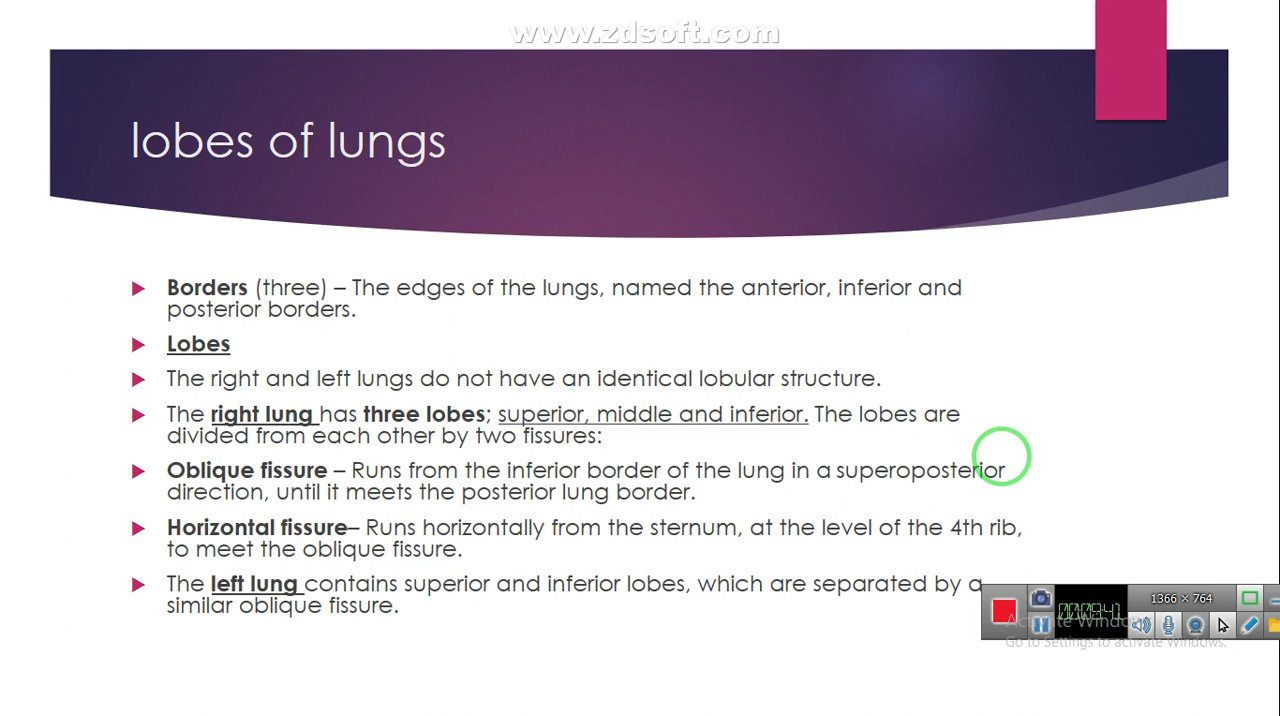 www.zdsoft.com
lobes of lungs
Borders (three) – The edges of the lungs, named the anterior, inferior and
posterior borders.
Lobes
The right and left lungs do not have an identical lobular structure.
The right lung has three lobes; superior, middle and inferior. The lobes are
divided from each other by two fissures:
Oblique fissure – Runs from the inferior border of the lung in a superoposterior
direction, until it meets the posterior lung border.
Horizontal fissure– Runs horizontally from the sternum, at the level of the 4th rib,
to meet the oblique fissure.
The left lung contains superior and inferior lobes, which are separated by a
similar oblique fissure.
1366 × 764
Activate Windows
Go to Settings to activate Windows.